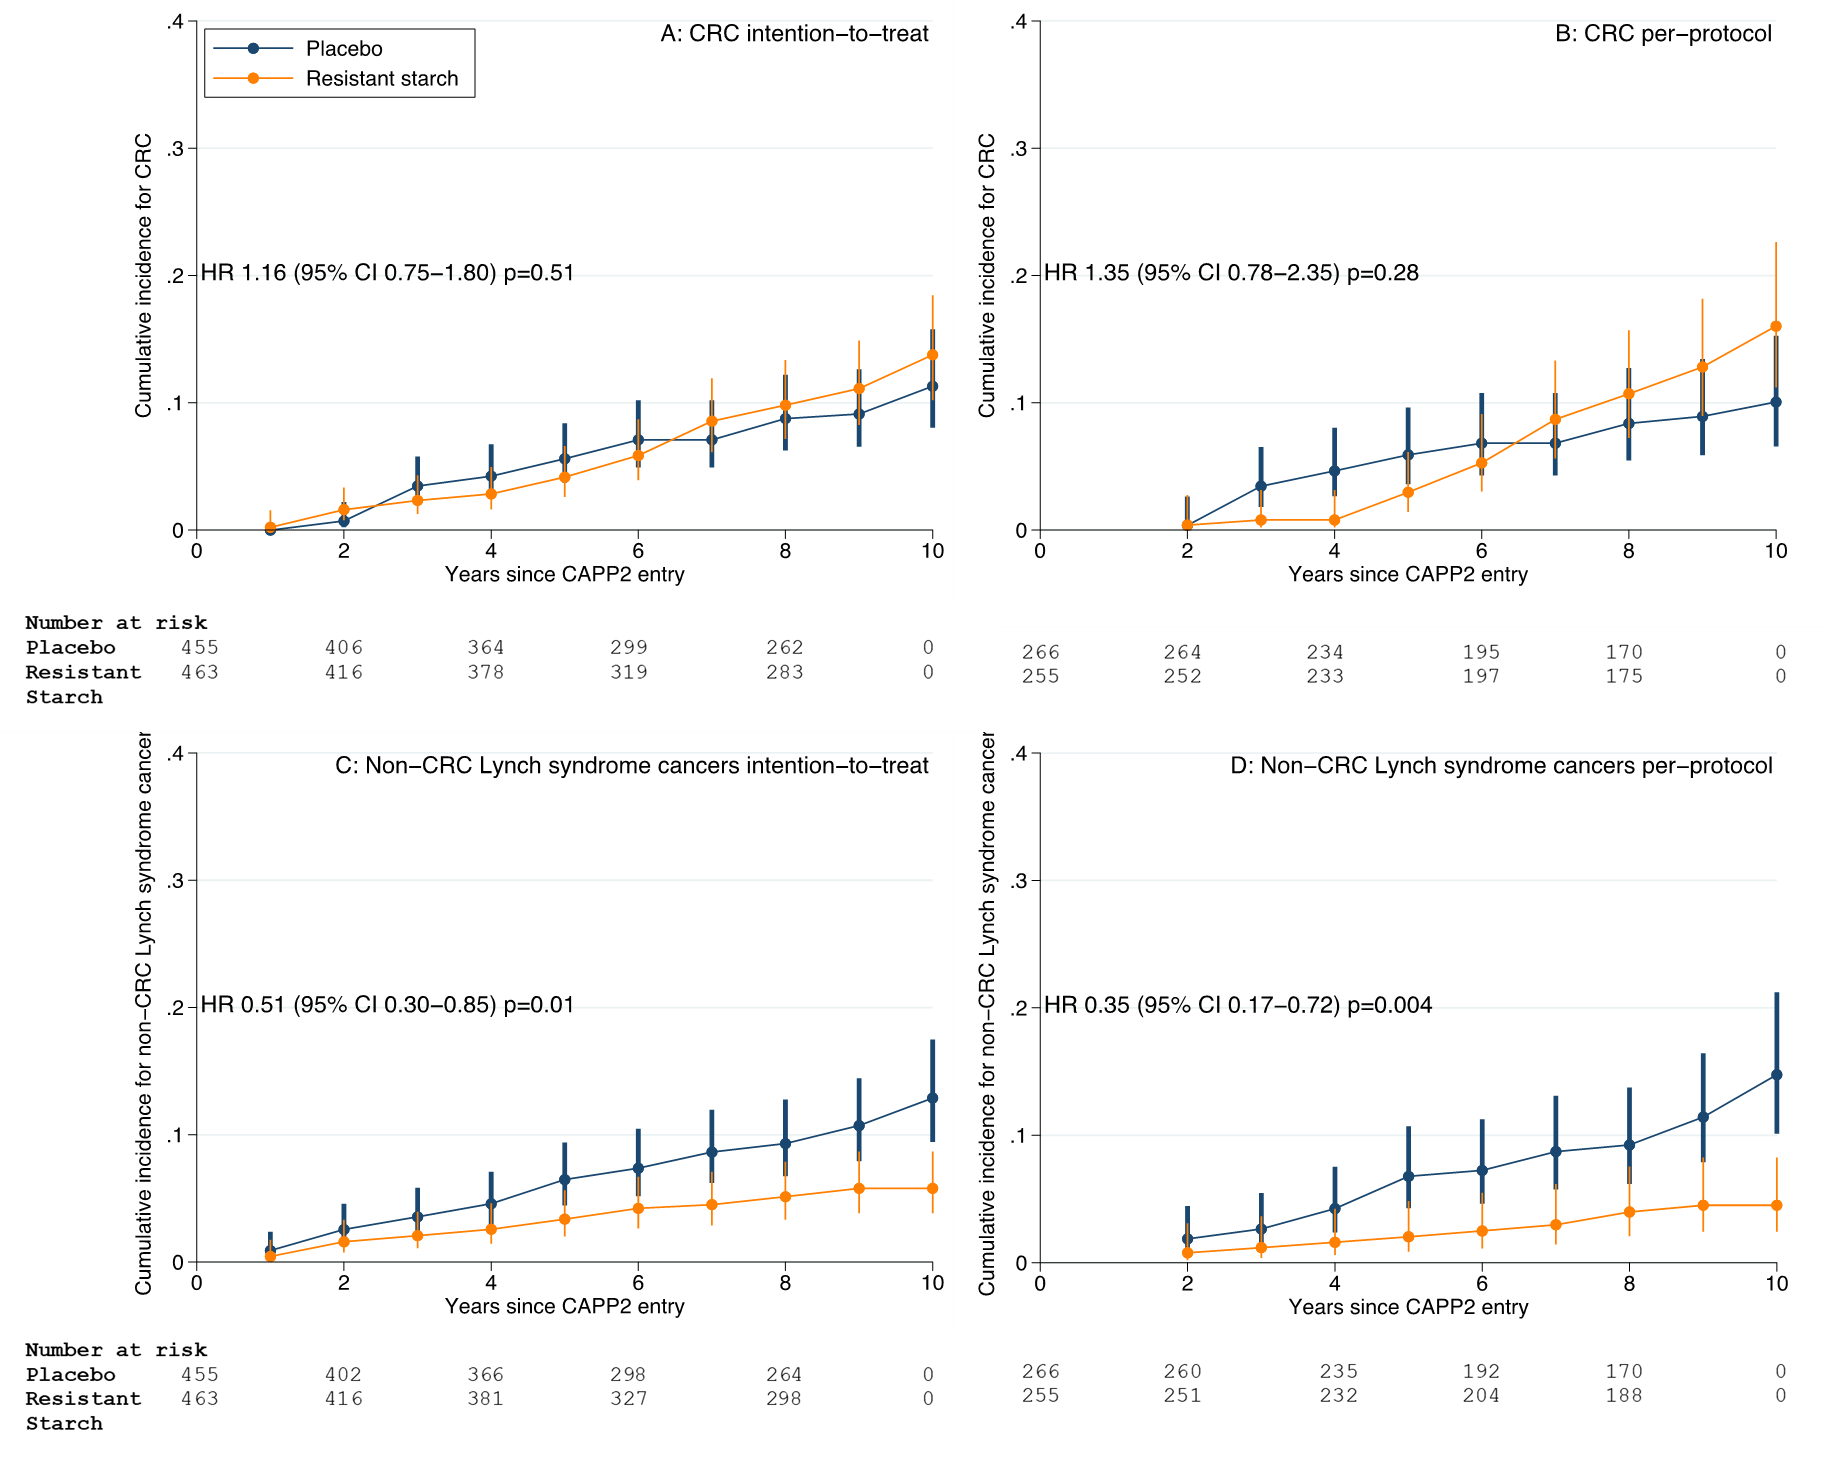 A: CRC intention-to-treat
Placebo
Resistant starch
Cumulative incidence for CRC
.4
.3
.2
.1
0
HR 1.16 (95% CI 0.75-1.80) p=0.51
0 2 4 6 8 10
Years since CAPP2 entry
B: CRC per-protocol
Cumulative incidence for CRC
.4
.3
.2
.1
0
HR 1.35 (95% CI 0.78-2.35) p=0.28
0 2 4 6 8 10
Years since CAPP2 entry
Number at risk
Placebo 455 406 364 299 262 0
Resistant 463 416 378 319 283 0
Starch
266 264 234 195 170 0
255 252 233 197 175 0
C: Non-CRC Lynch syndrome cancers intention-to-treat
Cumulative incidence for non-CRC Lynch syndrome cancer
.4
.3
.2
.1
0
HR 0.51 (95% CI 0.30-0.85) p=0.01
0 2 4 6 8 10
Years since CAPP2 entry
D: Non-CRC Lynch syndrome cancers per-protocol
Cumulative incidence for non-CRC Lynch syndrome cancer
.4
.3
.2
.1
0
HR 0.35 (95% CI 0.17-0.72) p=0.004
0 2 4 6 8 10
Years since CAPP2 entry
Number at risk
Placebo 455 402 366 298 264 0
Resistant 463 416 381 327 298 0
Starch
266 260 235 192 170 0
255 251 232 204 188 0